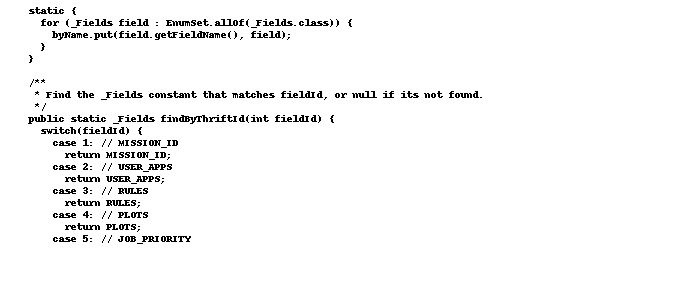 static {
for (_Fields field : EnumSet.allOf(_Fields.class)) {
byName.put(field.getFieldName(), field);
}
}
/**
* Find the _Fields constant that matches fieldId, or null if its not found.
*/
public static _Fields findByThriftId(int fieldId) {
switch(fieldId) {
case 1: // MISSION_ID
return MISSION_ID;
case 2: // USER_APPS
return USER_APPS;
case 3: // RULES
return RULES;
case 4: // PLOTS
return PLOTS;
case 5: // JOB_PRIORITY